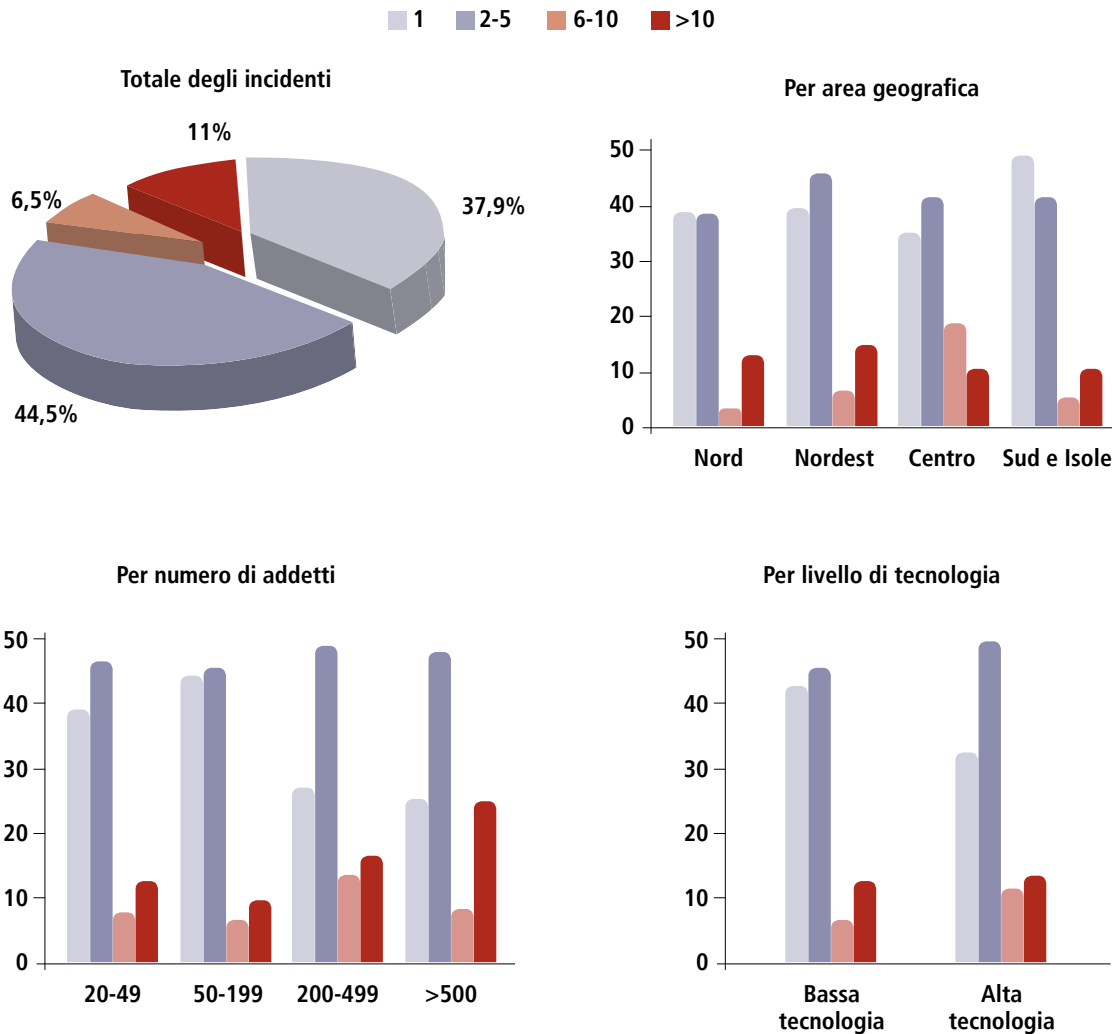 1 2-5 6-10 >10
Totale degli incidenti
11%
6,5%
37,9%
44,5%
Per area geografica
50
40
30
20
10
0
Nord Nordest Centro Sud e Isole
Per numero di addetti
50
40
30
20
10
0
20-49 50-199 200-499 >500
Per livello di tecnologia
50
40
30
20
10
0
Bassa Alta
tecnologia tecnologia